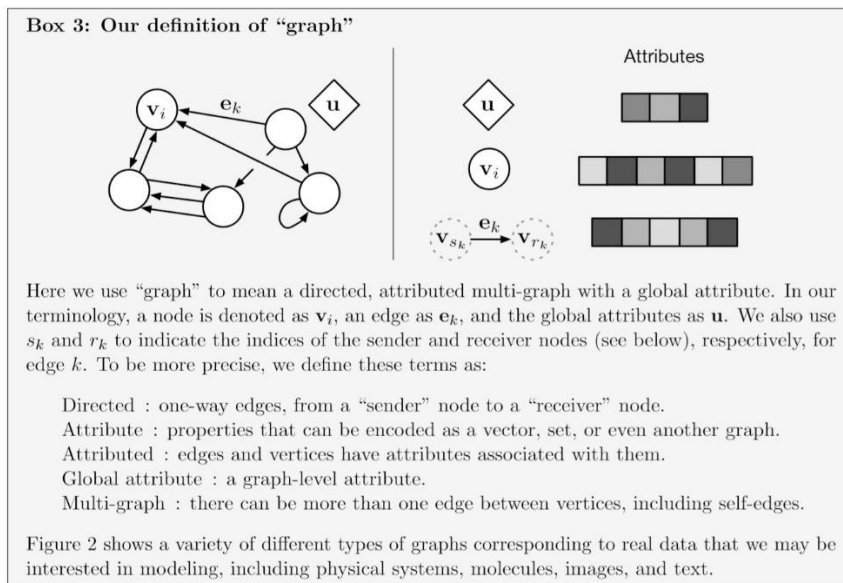 Box 3: Our definition of “graph”
Attributes
v_i
e_k
u
u
v_i
e_k
v_{s_k}
v_{r_k}
Here we use “graph” to mean a directed, attributed multi-graph with a global attribute. In our
terminology, a node is denoted as v_i, an edge as e_k, and the global attributes as u. We also use
s_k and r_k to indicate the indices of the sender and receiver nodes (see below), respectively, for
edge k. To be more precise, we define these terms as:
Directed : one-way edges, from a “sender” node to a “receiver” node.
Attribute : properties that can be encoded as a vector, set, or even another graph.
Attributed : edges and vertices have attributes associated with them.
Global attribute : a graph-level attribute.
Multi-graph : there can be more than one edge between vertices, including self-edges.
Figure 2 shows a variety of different types of graphs corresponding to real data that we may be
interested in modeling, including physical systems, molecules, images, and text.